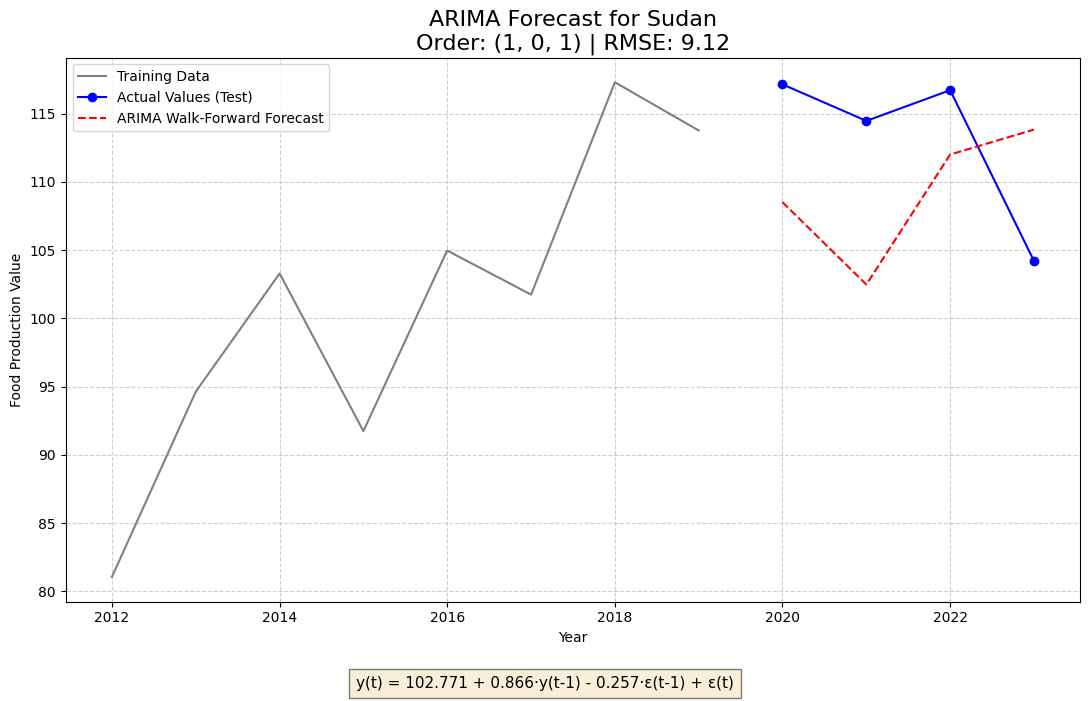 ARIMA Forecast for Sudan
Order: (1, 0, 1) | RMSE: 9.12
Training Data
Actual Values (Test)
ARIMA Walk-Forward Forecast
Food Production Value
115
110
105
100
95
90
85
80
2012
2014
2016
2018
2020
2022
Year
y(t) = 102.771 + 0.866·y(t-1) - 0.257·ε(t-1) + ε(t)